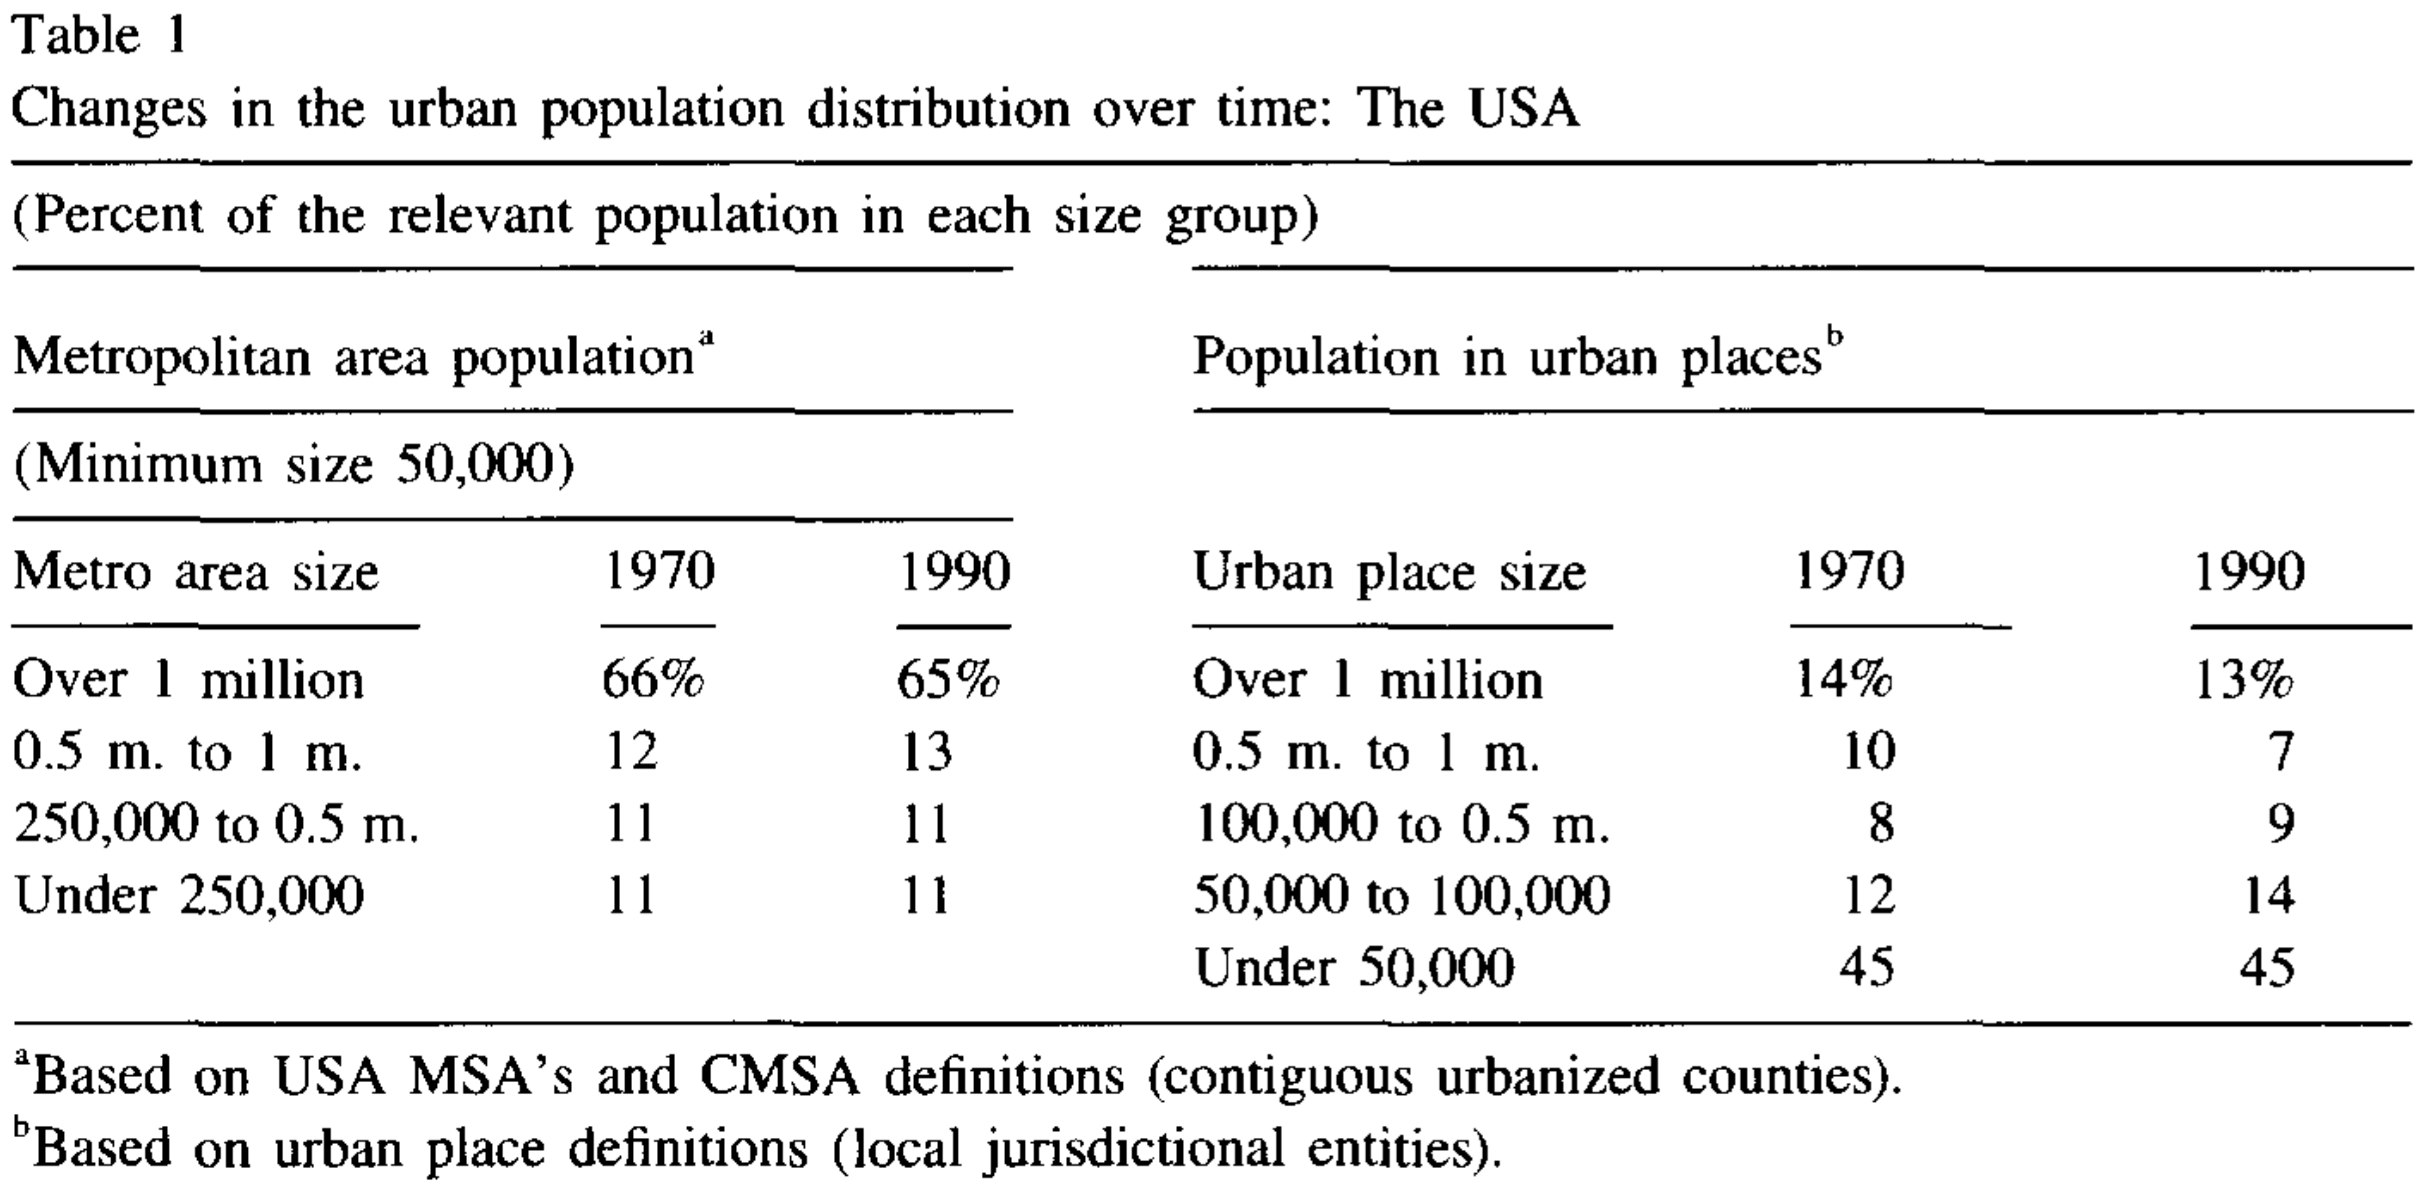 Table 1
Changes in the urban population distribution over time: The USA
(Percent of the relevant population in each size group)
Metropolitan area populationᵃ Population in urban placesᵇ
(Minimum size 50,000)
Metro area size 1970 1990 Urban place size 1970 1990
Over 1 million 66% 65% Over 1 million 14% 13%
0.5 m. to 1 m. 12 13 0.5 m. to 1 m. 10 7
250,000 to 0.5 m. 11 11 100,000 to 0.5 m. 8 9
Under 250,000 11 11 50,000 to 100,000 12 14
Under 50,000 45 45
ᵃBased on USA MSA's and CMSA definitions (contiguous urbanized counties).
ᵇBased on urban place definitions (local jurisdictional entities).